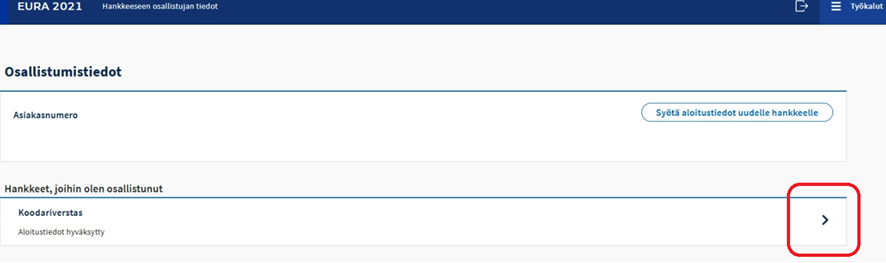 EURA 2021 Hankkeeseen osallistujan tiedot Työkalut
Osallistumistiedot
Asiakasnumero Syötä aloitustiedot uudelle hankkeelle
Hankkeet, joihin olen osallistunut
Koodariverstas
Aloitustiedot hyväksytty